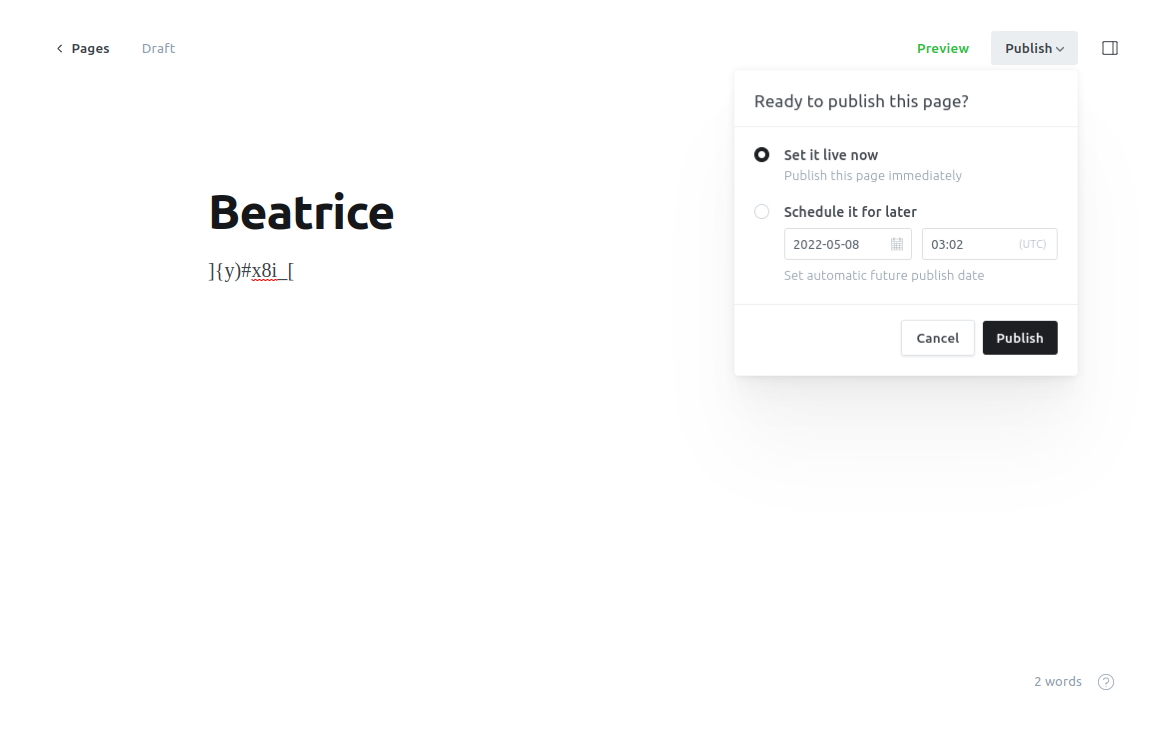 Pages
Draft
Preview
Publish
Ready to publish this page?
Set it live now
Publish this page immediately
Schedule it for later
2022-05-08
03:02
(UTC)
Set automatic future publish date
Cancel
Publish
Beatrice
]{y)#x8i_[
2 words
?